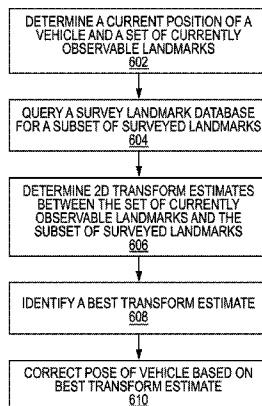 DETERMINE A CURRENT POSITION OF A
VEHICLE AND A SET OF CURRENTLY
OBSERVABLE LANDMARKS
602
QUERY A SURVEY LANDMARK DATABASE
FOR A SUBSET OF SURVEYED LANDMARKS
604
DETERMINE 2D TRANSFORM ESTIMATES
BETWEEN THE SET OF CURRENTLY
OBSERVABLE LANDMARKS AND THE
SUBSET OF SURVEYED LANDMARKS
606
IDENTIFY A BEST TRANSFORM ESTIMATE
608
CORRECT POSE OF VEHICLE BASED ON
BEST TRANSFORM ESTIMATE
610